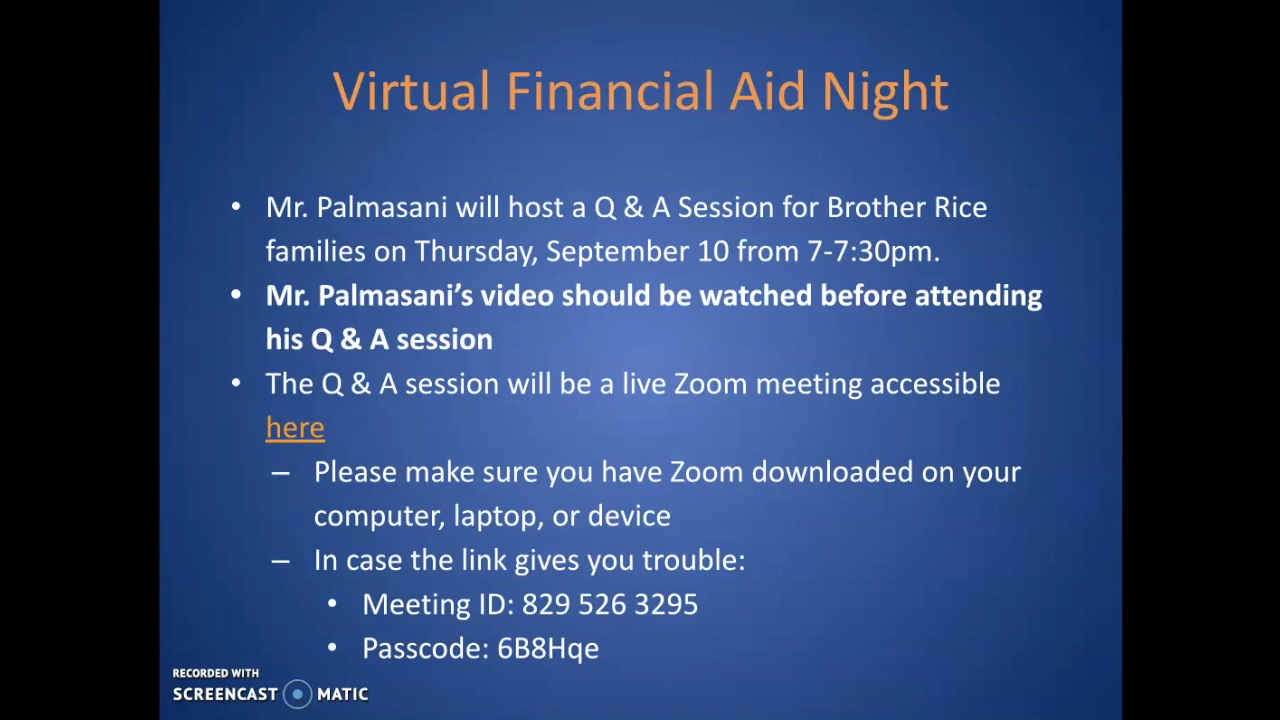 Virtual Financial Aid Night
• Mr. Palmasani will host a Q & A Session for Brother Rice
families on Thursday, September 10 from 7-7:30pm.
• Mr. Palmasani’s video should be watched before attending
his Q & A session
• The Q & A session will be a live Zoom meeting accessible
here
– Please make sure you have Zoom downloaded on your
computer, laptop, or device
– In case the link gives you trouble:
• Meeting ID: 829 526 3295
• Passcode: 6B8Hqe
RECORDED WITH
SCREENCAST MATIC